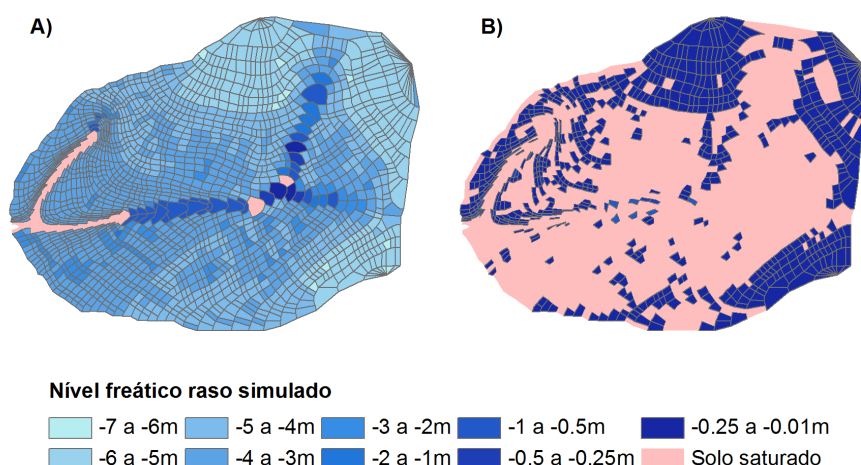 A)
B)
Nível freático raso simulado
-7 a -6m -5 a -4m -3 a -2m -1 a -0.5m -0.25 a -0.01m
-6 a -5m -4 a -3m -2 a -1m -0.5 a -0.25m Solo saturado